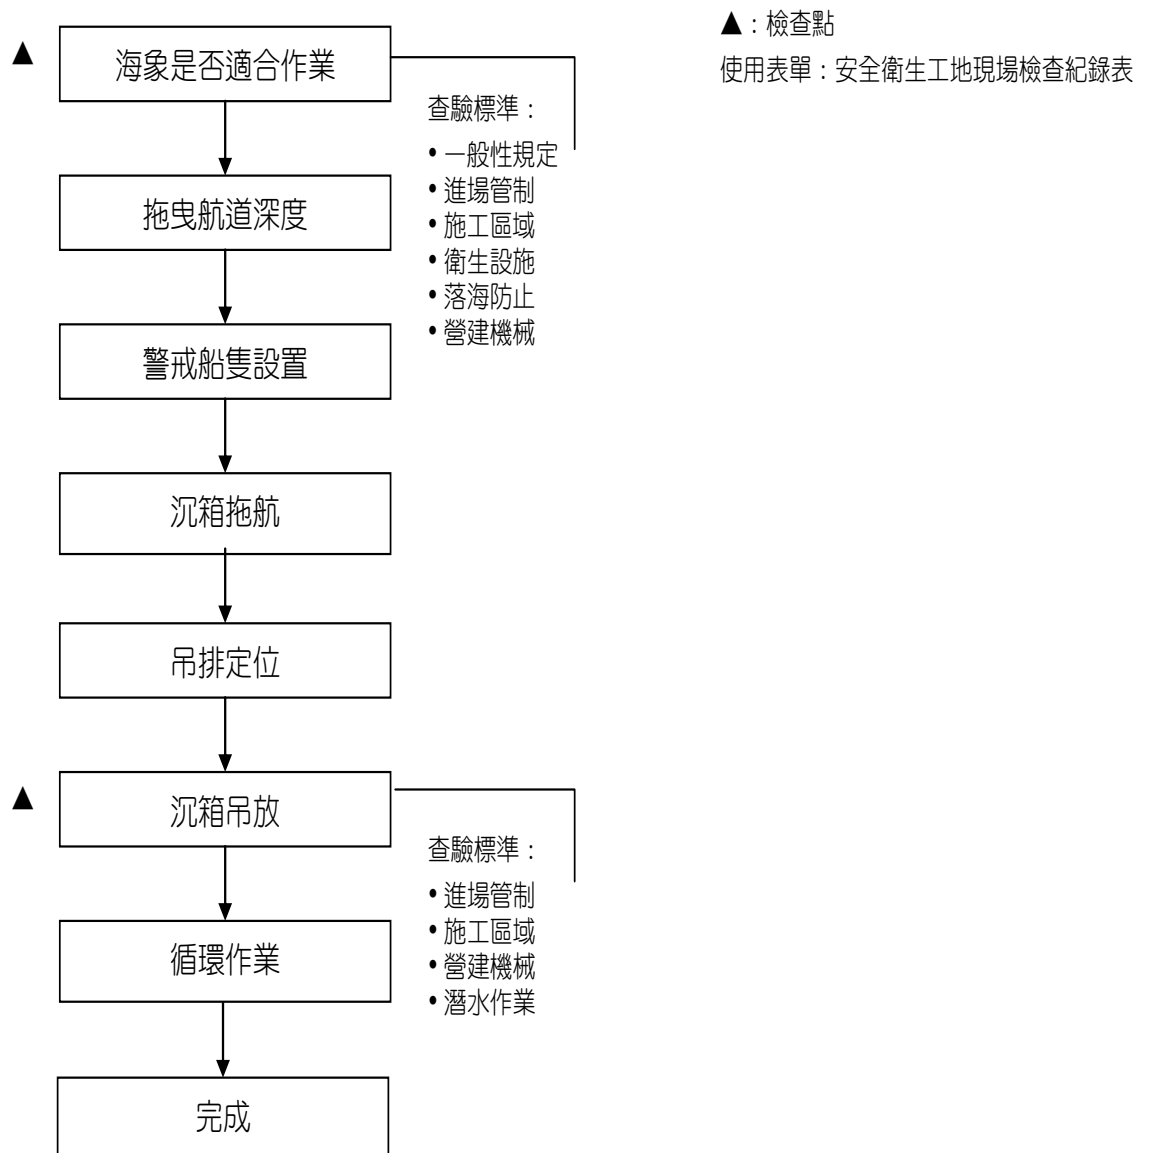 ▲：檢查點
使用表單：安全衛生工地現場檢查紀錄表
▲
海象是否適合作業
查驗標準：
•一般性規定
•進場管制
•施工區域
•衛生設施
•落海防止
•營建機械
拖曳航道深度
警戒船隻設置
沉箱拖航
吊排定位
▲
沉箱吊放
查驗標準：
•進場管制
•施工區域
•營建機械
•潛水作業
循環作業
完成